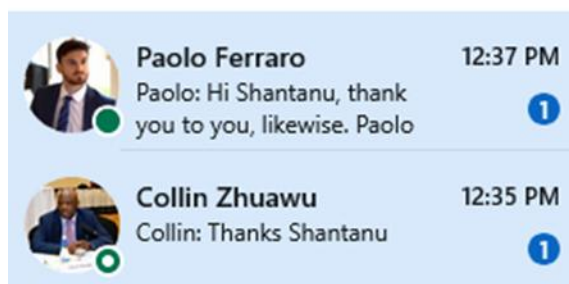 Paolo Ferraro 12:37 PM
Paolo: Hi Shantanu, thank
you to you, likewise. Paolo
1
Collin Zhuawu 12:35 PM
Collin: Thanks Shantanu
1